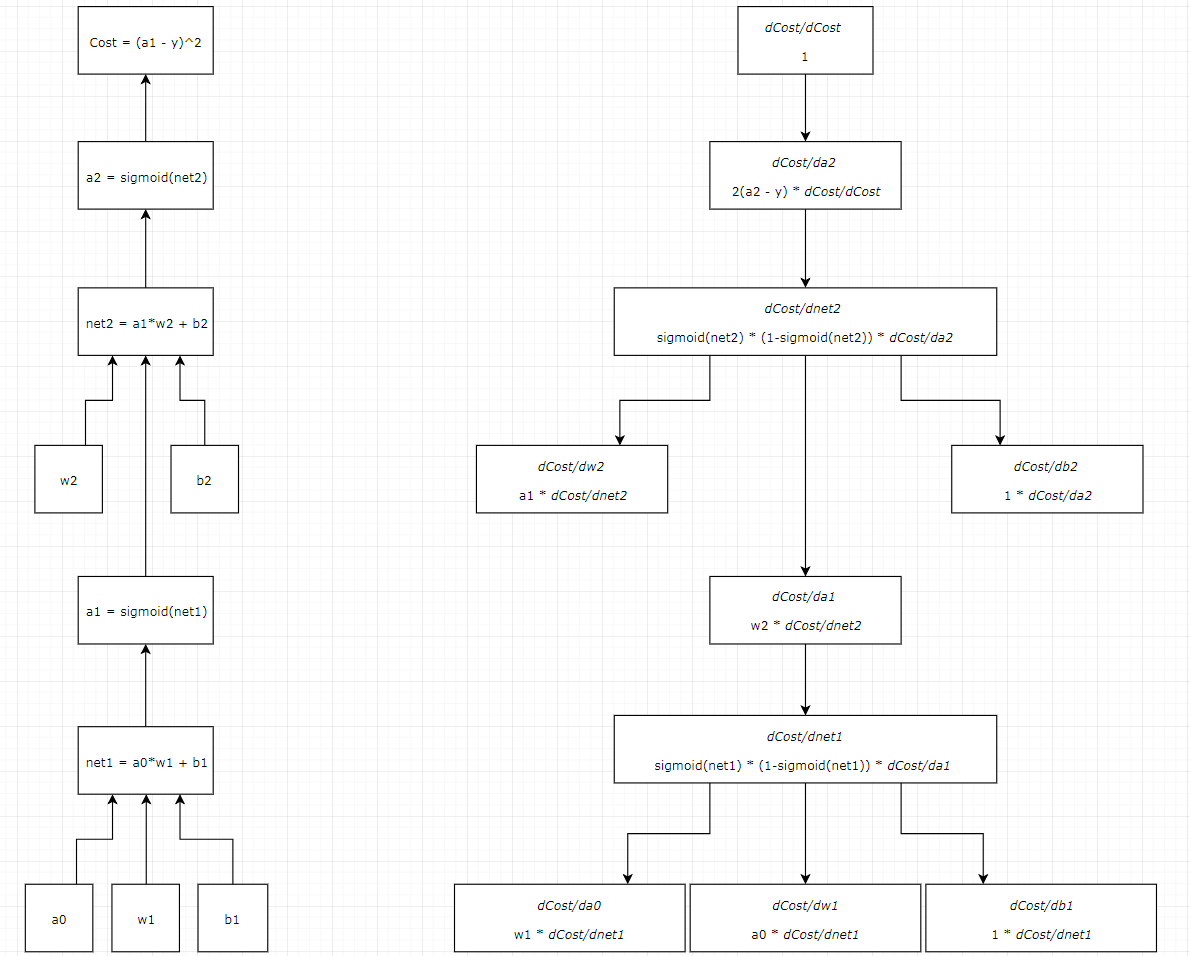 Cost = (a1 - y)^2
a2 = sigmoid(net2)
net2 = a1*w2 + b2
w2
b2
a1 = sigmoid(net1)
net1 = a0*w1 + b1
a0
w1
b1
dCost/dCost
1
dCost/da2
2(a2 - y) * dCost/dCost
dCost/dnet2
sigmoid(net2) * (1-sigmoid(net2)) * dCost/da2
dCost/dw2
a1 * dCost/dnet2
dCost/db2
1 * dCost/da2
dCost/da1
w2 * dCost/dnet2
dCost/dnet1
sigmoid(net1) * (1-sigmoid(net1)) * dCost/da1
dCost/da0
w1 * dCost/dnet1
dCost/dw1
a0 * dCost/dnet1
dCost/db1
1 * dCost/dnet1